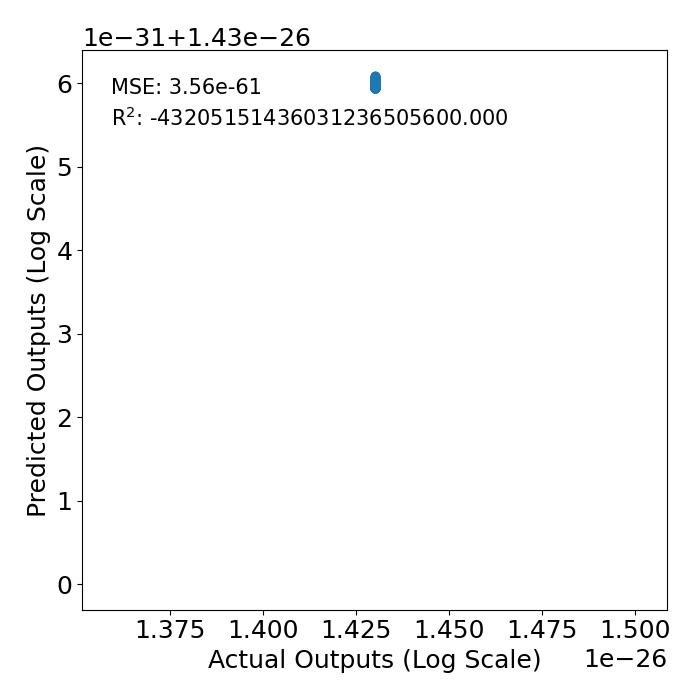 1e−31+1.43e−26
MSE: 3.56e-61
R²: -43205151436031236505600.000
6
5
4
3
2
1
0
Predicted Outputs (Log Scale)
1.375 1.400 1.425 1.450 1.475 1.500
Actual Outputs (Log Scale) 1e−26